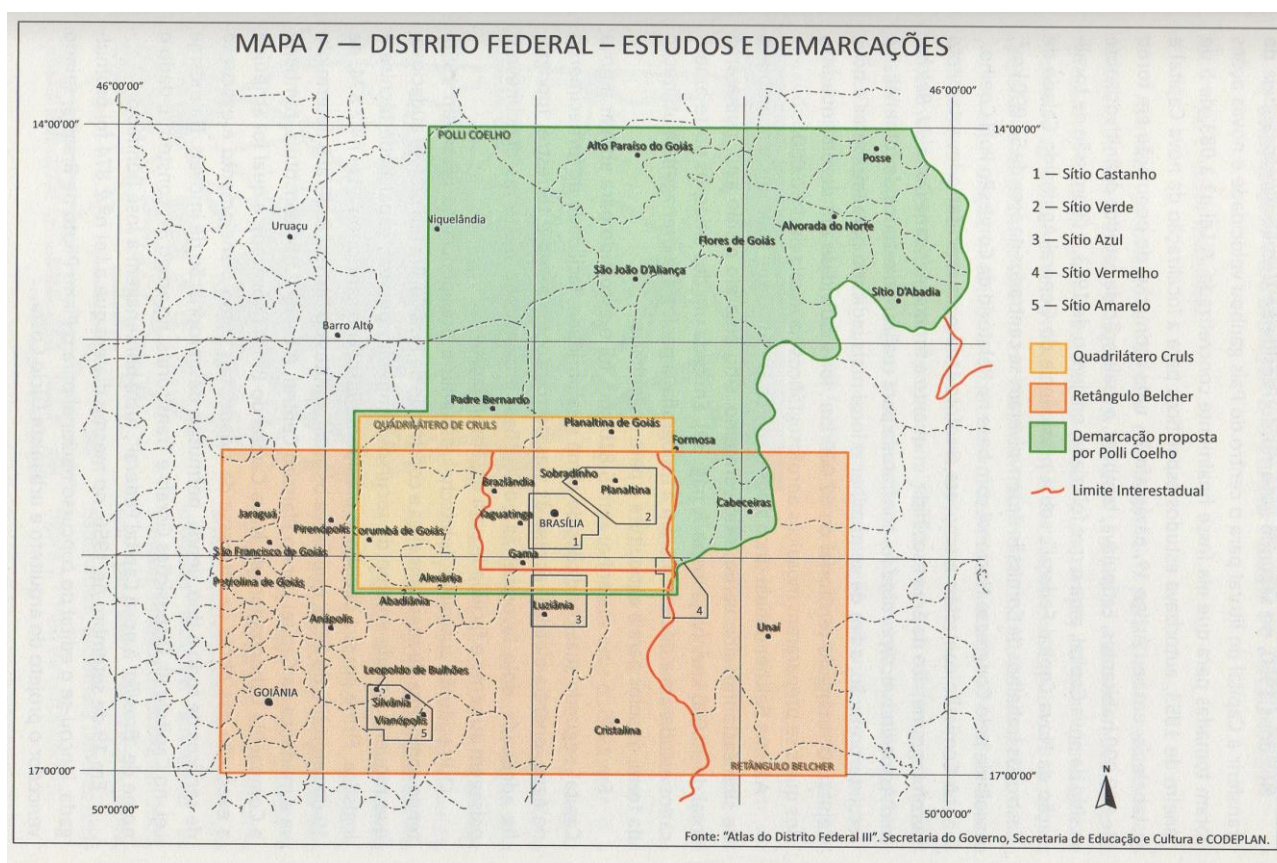 MAPA 7 — DISTRITO FEDERAL – ESTUDOS E DEMARCAÇÕES
46°00'00"
46°00'00"
14°00'00"
14°00'00"
POLLI COELHO
Alto Paraíso do Goiás
Posse
Niquelândia
Uruaçu
Alvorada do Norte
Flores de Goiás
São João D'Aliança
Sítio D'Abadia
Barro Alto
Padre Bernardo
QUADRILÁTERO DE CRULS
Planaltina de Goiás
Formosa
Sobradinho
Brazlândia
Planaltina
Jaraguá
Cabeceiras
Pirenópolis
Corumbá de Goiás
Taguatinga
BRASÍLIA
2
1
São Francisco de Goiás
Gama
Petrolina de Goiás
Alexânia
Abadiânia
Luziânia
3
4
Anápolis
Unaí
Leopoldo de Bulhões
GOIÂNIA
Silvânia
Vianópolis
5
Cristalina
RETÂNGULO BELCHER
17°00'00"
17°00'00"
50°00'00"
50°00'00"
1 — Sítio Castanho
2 — Sítio Verde
3 — Sítio Azul
4 — Sítio Vermelho
5 — Sítio Amarelo
Quadrilátero Cruls
Retângulo Belcher
Demarcação proposta
por Polli Coelho
Limite Interestadual
N
Fonte: "Atlas do Distrito Federal III". Secretaria do Governo, Secretaria de Educação e Cultura e CODEPLAN.